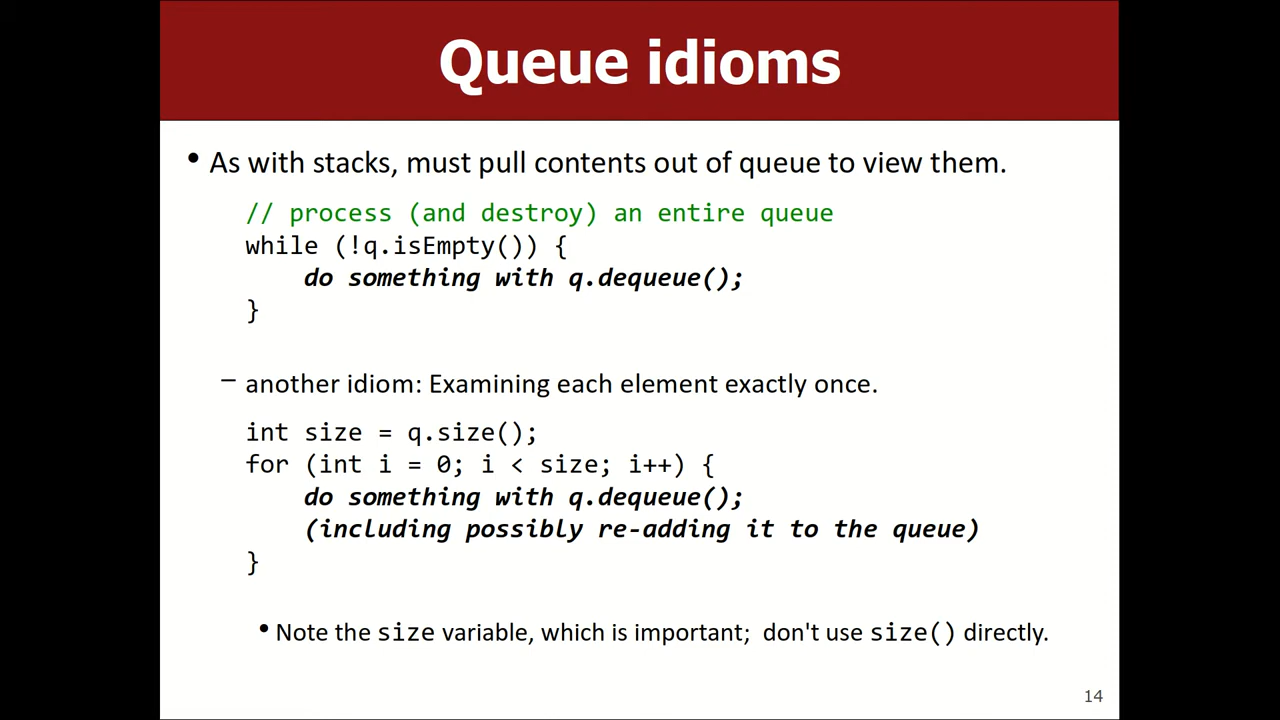 Queue idioms
• As with stacks, must pull contents out of queue to view them.
// process (and destroy) an entire queue
while (!q.isEmpty()) {
do something with q.dequeue();
}
– another idiom: Examining each element exactly once.
int size = q.size();
for (int i = 0; i < size; i++) {
do something with q.dequeue();
(including possibly re-adding it to the queue)
}
• Note the size variable, which is important; don't use size() directly.
14